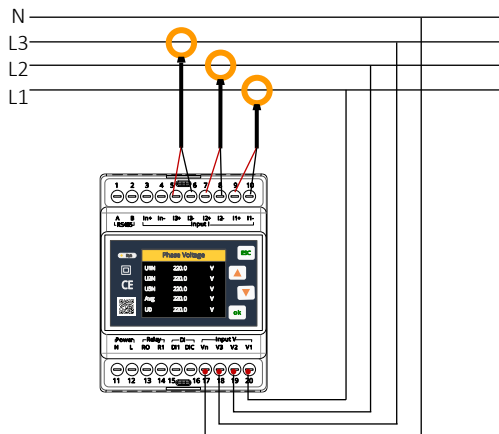 N
L3
L2
L1
1 2 3 4 5 6 7 8 9 10
A B In+ In- I3+ I3- I2+ I2- I1+ I1-
RS485 Input I
Phase Voltage
U1N 220.0 V
U2N 220.0 V
U3N 220.0 V
Avg 220.0 V
U0 0.0 V
ESC
CE
ok
Power Relay DI Input V
N L RO R1 DI1 DIC Vn V3 V2 V1
11 12 13 14 15 16 17 18 19 20